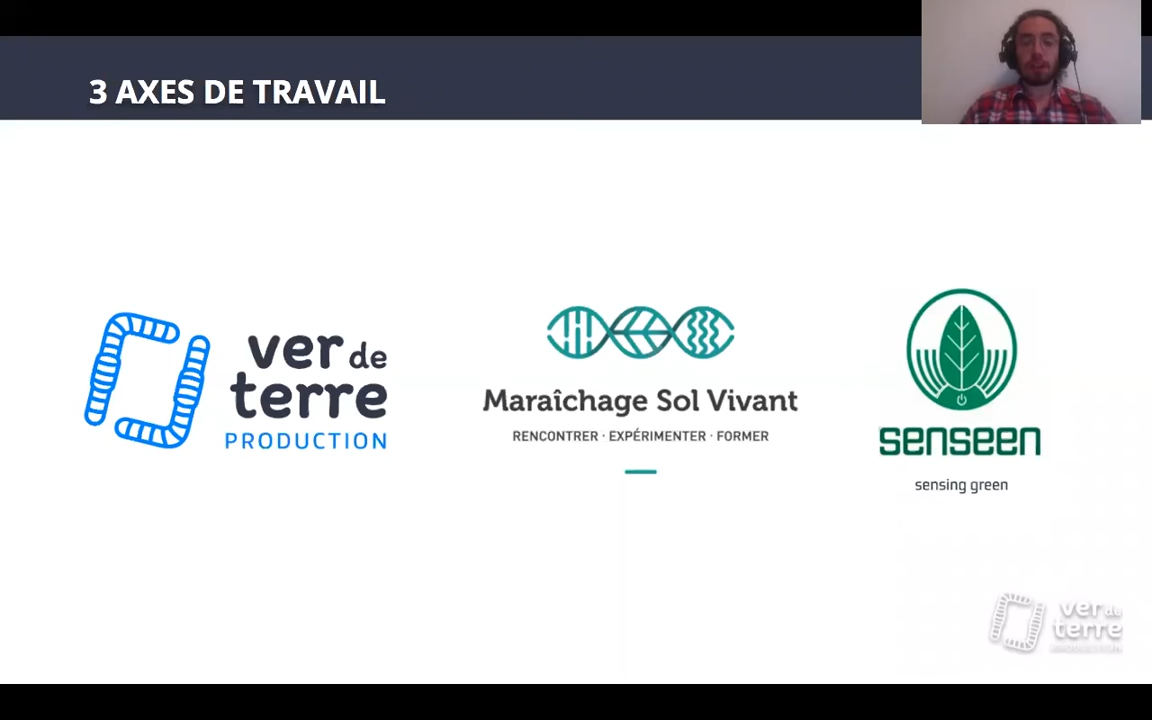 3 AXES DE TRAVAIL
ver de
terre
PRODUCTION
Maraîchage Sol Vivant
RENCONTRER · EXPÉRIMENTER · FORMER
senseen
sensing green
ver de
terre
PRODUCTION